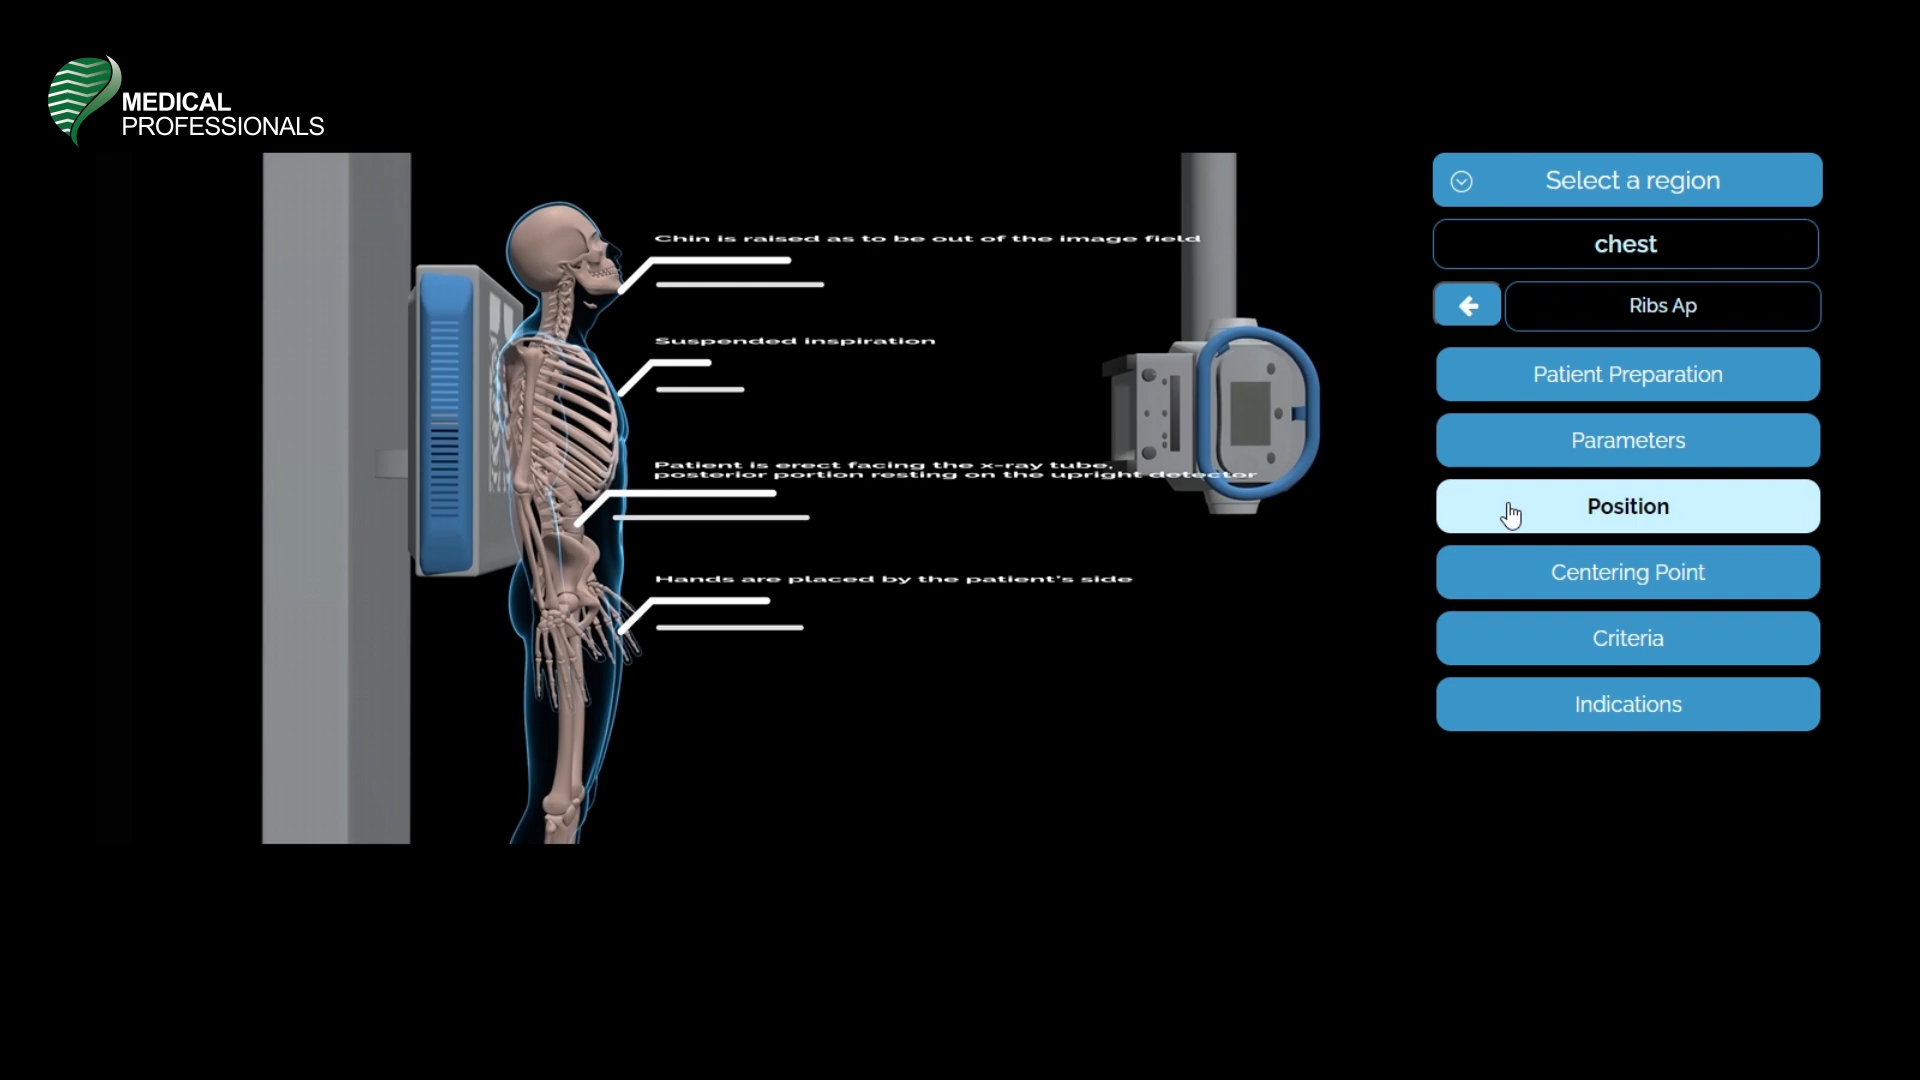 MEDICAL
PROFESSIONALS
Chin is raised as to be out of the image field
Suspended inspiration
Patient is erect facing the x-ray tube,
posterior portion resting on the upright detector
Hands are placed by the patient's side
Select a region
chest
Ribs Ap
Patient Preparation
Parameters
Position
Centering Point
Criteria
Indications